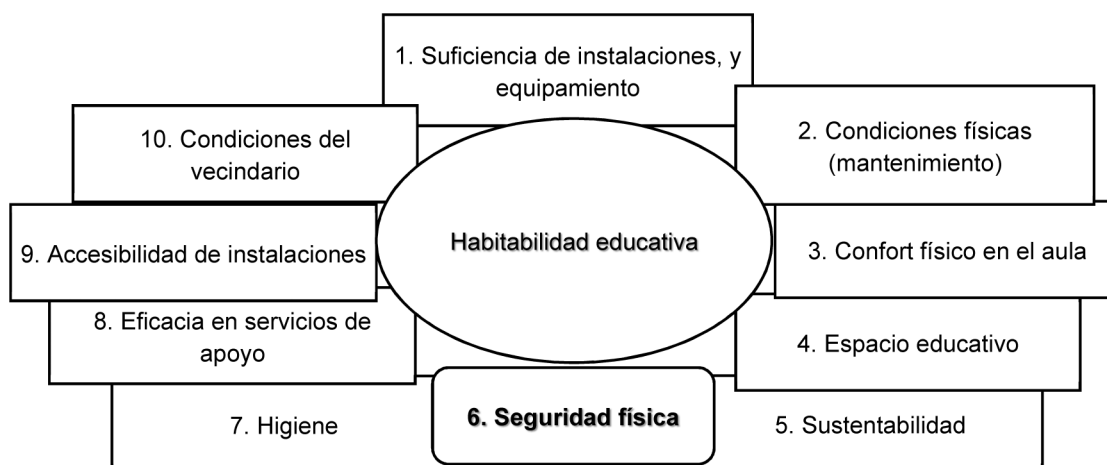 1. Suficiencia de instalaciones, y
equipamiento
2. Condiciones físicas
(mantenimiento)
3. Confort físico en el aula
4. Espacio educativo
5. Sustentabilidad
6. Seguridad física
7. Higiene
8. Eficacia en servicios de
apoyo
9. Accesibilidad de instalaciones
10. Condiciones del
vecindario
Habitabilidad educativa